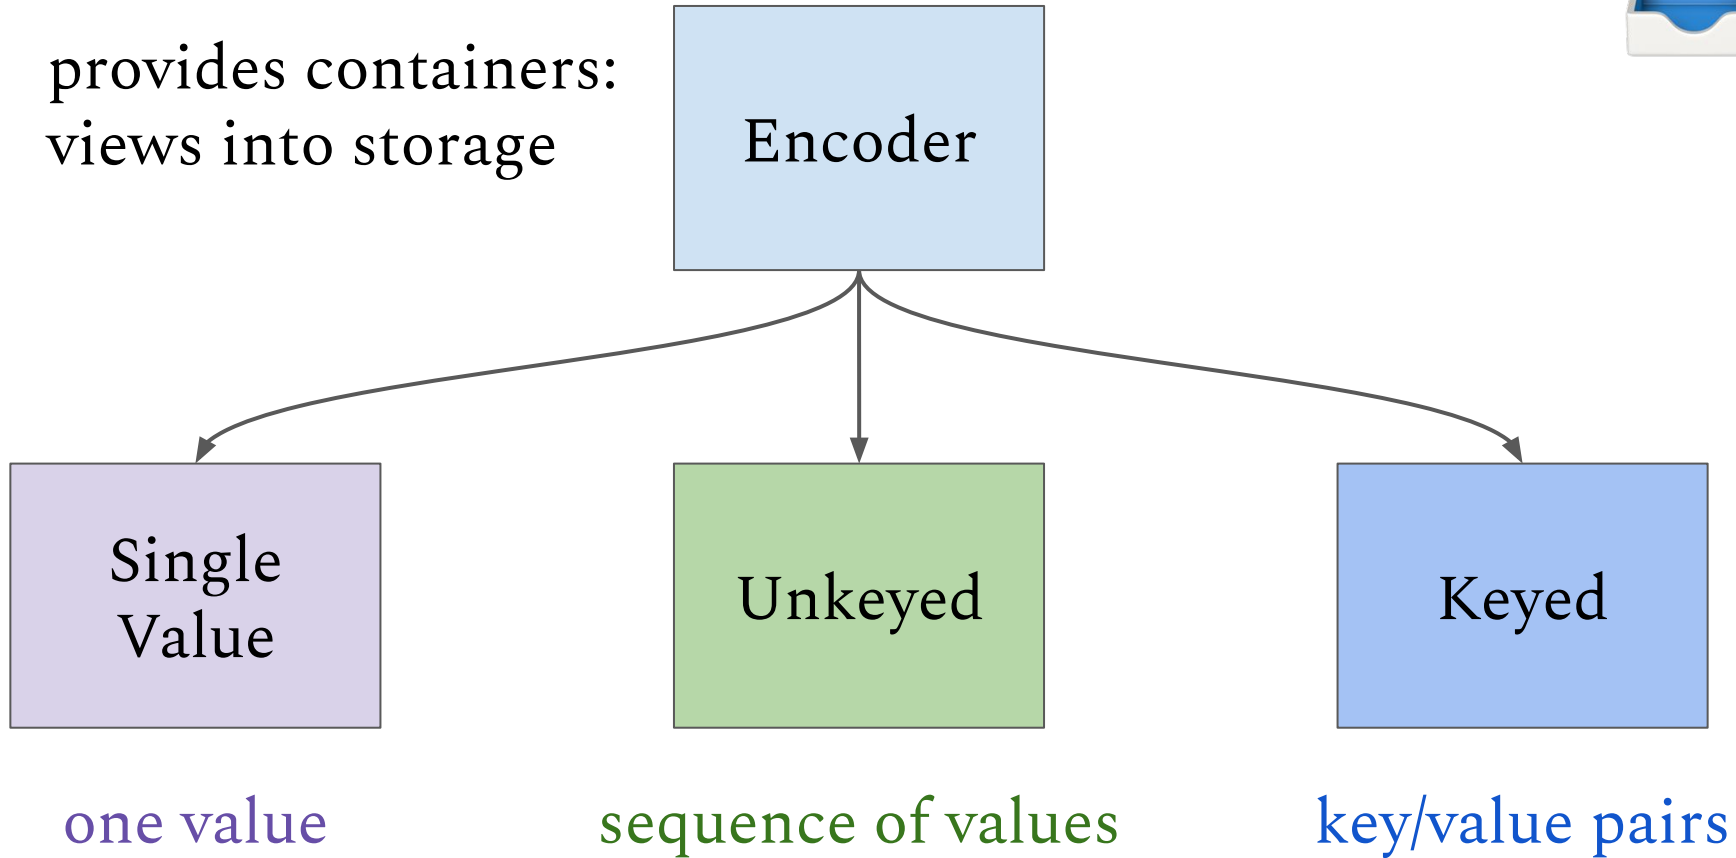 provides containers:
views into storage
Encoder
Single
Value
Unkeyed
Keyed
one value
sequence of values
key/value pairs